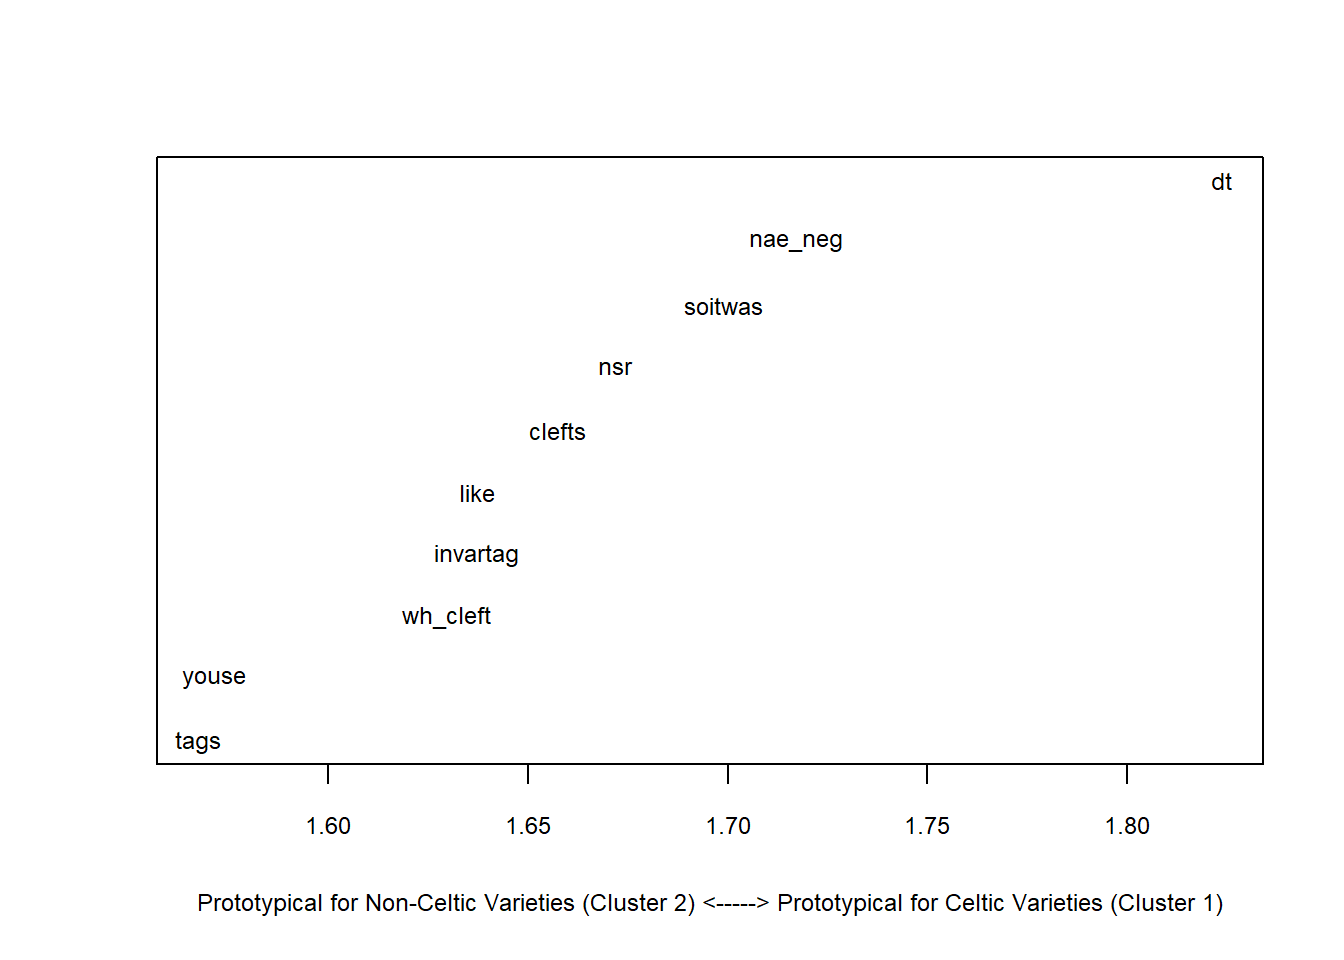 dt
nae_neg
soitwas
nsr
clefts
like
invartag
wh_cleft
youse
tags
1.60 1.65 1.70 1.75 1.80
Prototypical for Non-Celtic Varieties (Cluster 2) <-----> Prototypical for Celtic Varieties (Cluster 1)